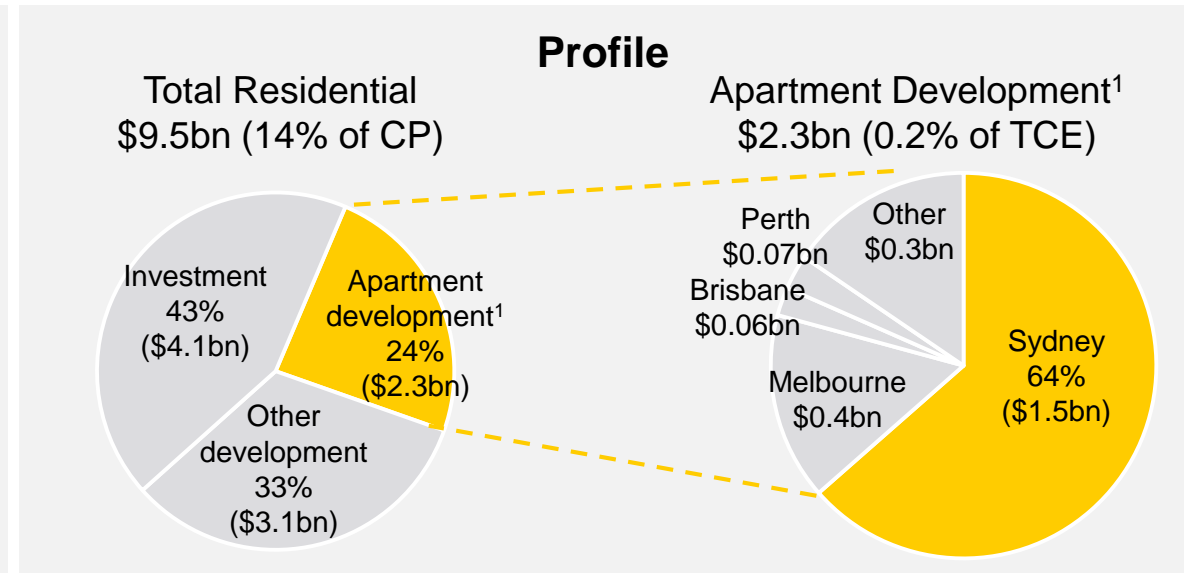 Profile
Total Residential
$9.5bn (14% of CP)
Investment
43%
($4.1bn)
Apartment
development¹
24%
($2.3bn)
Other
development
33%
($3.1bn)
Apartment Development¹
$2.3bn (0.2% of TCE)
Perth
$0.07bn
Other
$0.3bn
Brisbane
$0.06bn
Melbourne
$0.4bn
Sydney
64%
($1.5bn)